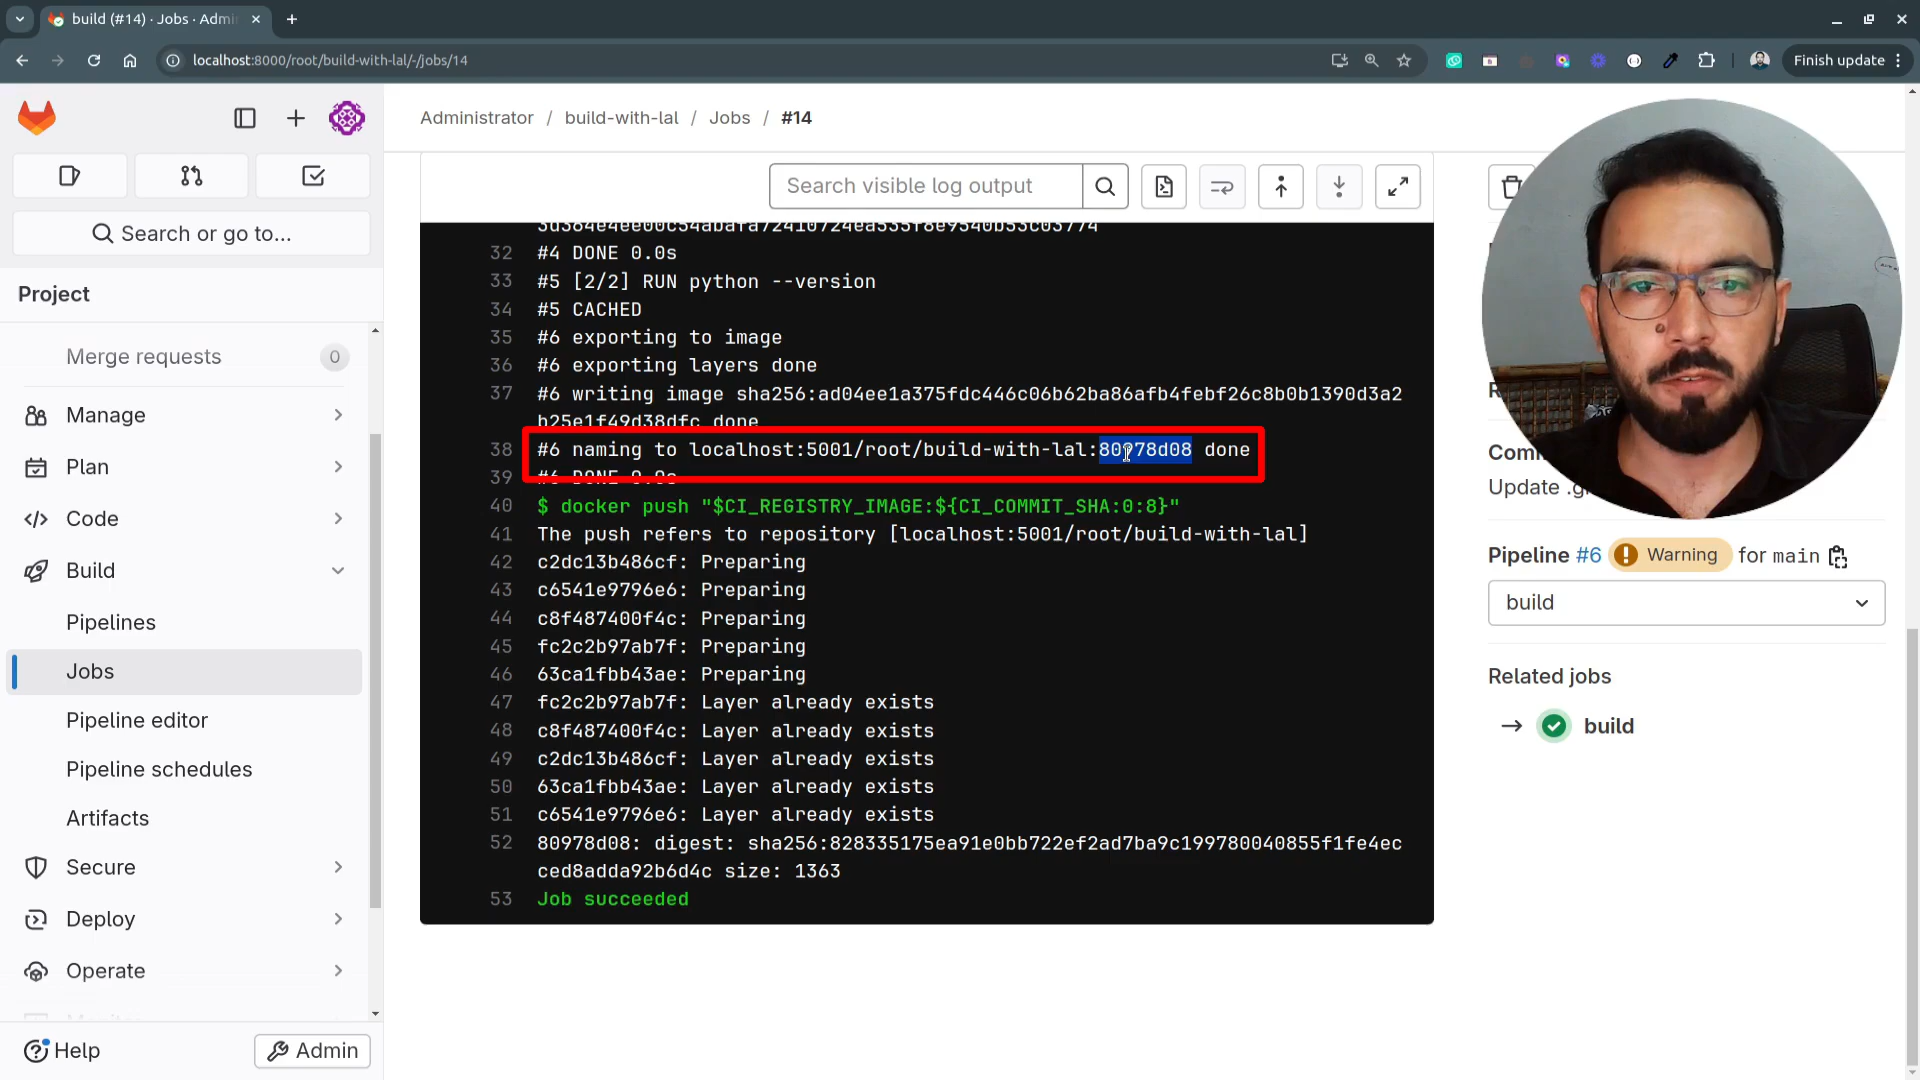 build (#14) · Jobs · Admin
localhost:8000/root/build-with-lal/-/jobs/14
Finish update
Administrator / build-with-lal / Jobs / #14
Search or go to...
Project
Merge requests 0
Manage
Plan
Code
Build
Pipelines
Jobs
Pipeline editor
Pipeline schedules
Artifacts
Secure
Deploy
Operate
Help
Admin
Search visible log output
32 #4 DONE 0.0s
33 #5 [2/2] RUN python --version
34 #5 CACHED
35 #6 exporting to image
36 #6 exporting layers done
37 #6 writing image sha256:ad04ee1a375fdc446c06b62ba86afb4febf26c8b0b1390d3a2
b25e1f49d38dfc done
38 #6 naming to localhost:5001/root/build-with-lal:80978d08 done
39 #6 DONE 0.0s
40 $ docker push "$CI_REGISTRY_IMAGE:${CI_COMMIT_SHA:0:8}"
41 The push refers to repository [localhost:5001/root/build-with-lal]
42 c2dc13b486cf: Preparing
43 c6541e9796e6: Preparing
44 c8f487400f4c: Preparing
45 fc2c2b97ab7f: Preparing
46 63ca1fbb43ae: Preparing
47 fc2c2b97ab7f: Layer already exists
48 c8f487400f4c: Layer already exists
49 c2dc13b486cf: Layer already exists
50 63ca1fbb43ae: Layer already exists
51 c6541e9796e6: Layer already exists
52 80978d08: digest: sha256:828335175ea91e0bb722ef2ad7ba9c199780040855f1fe4ec
ced8adda92b6d4c size: 1363
53 Job succeeded
Update
Pipeline #6 Warning for main
build
Related jobs
build